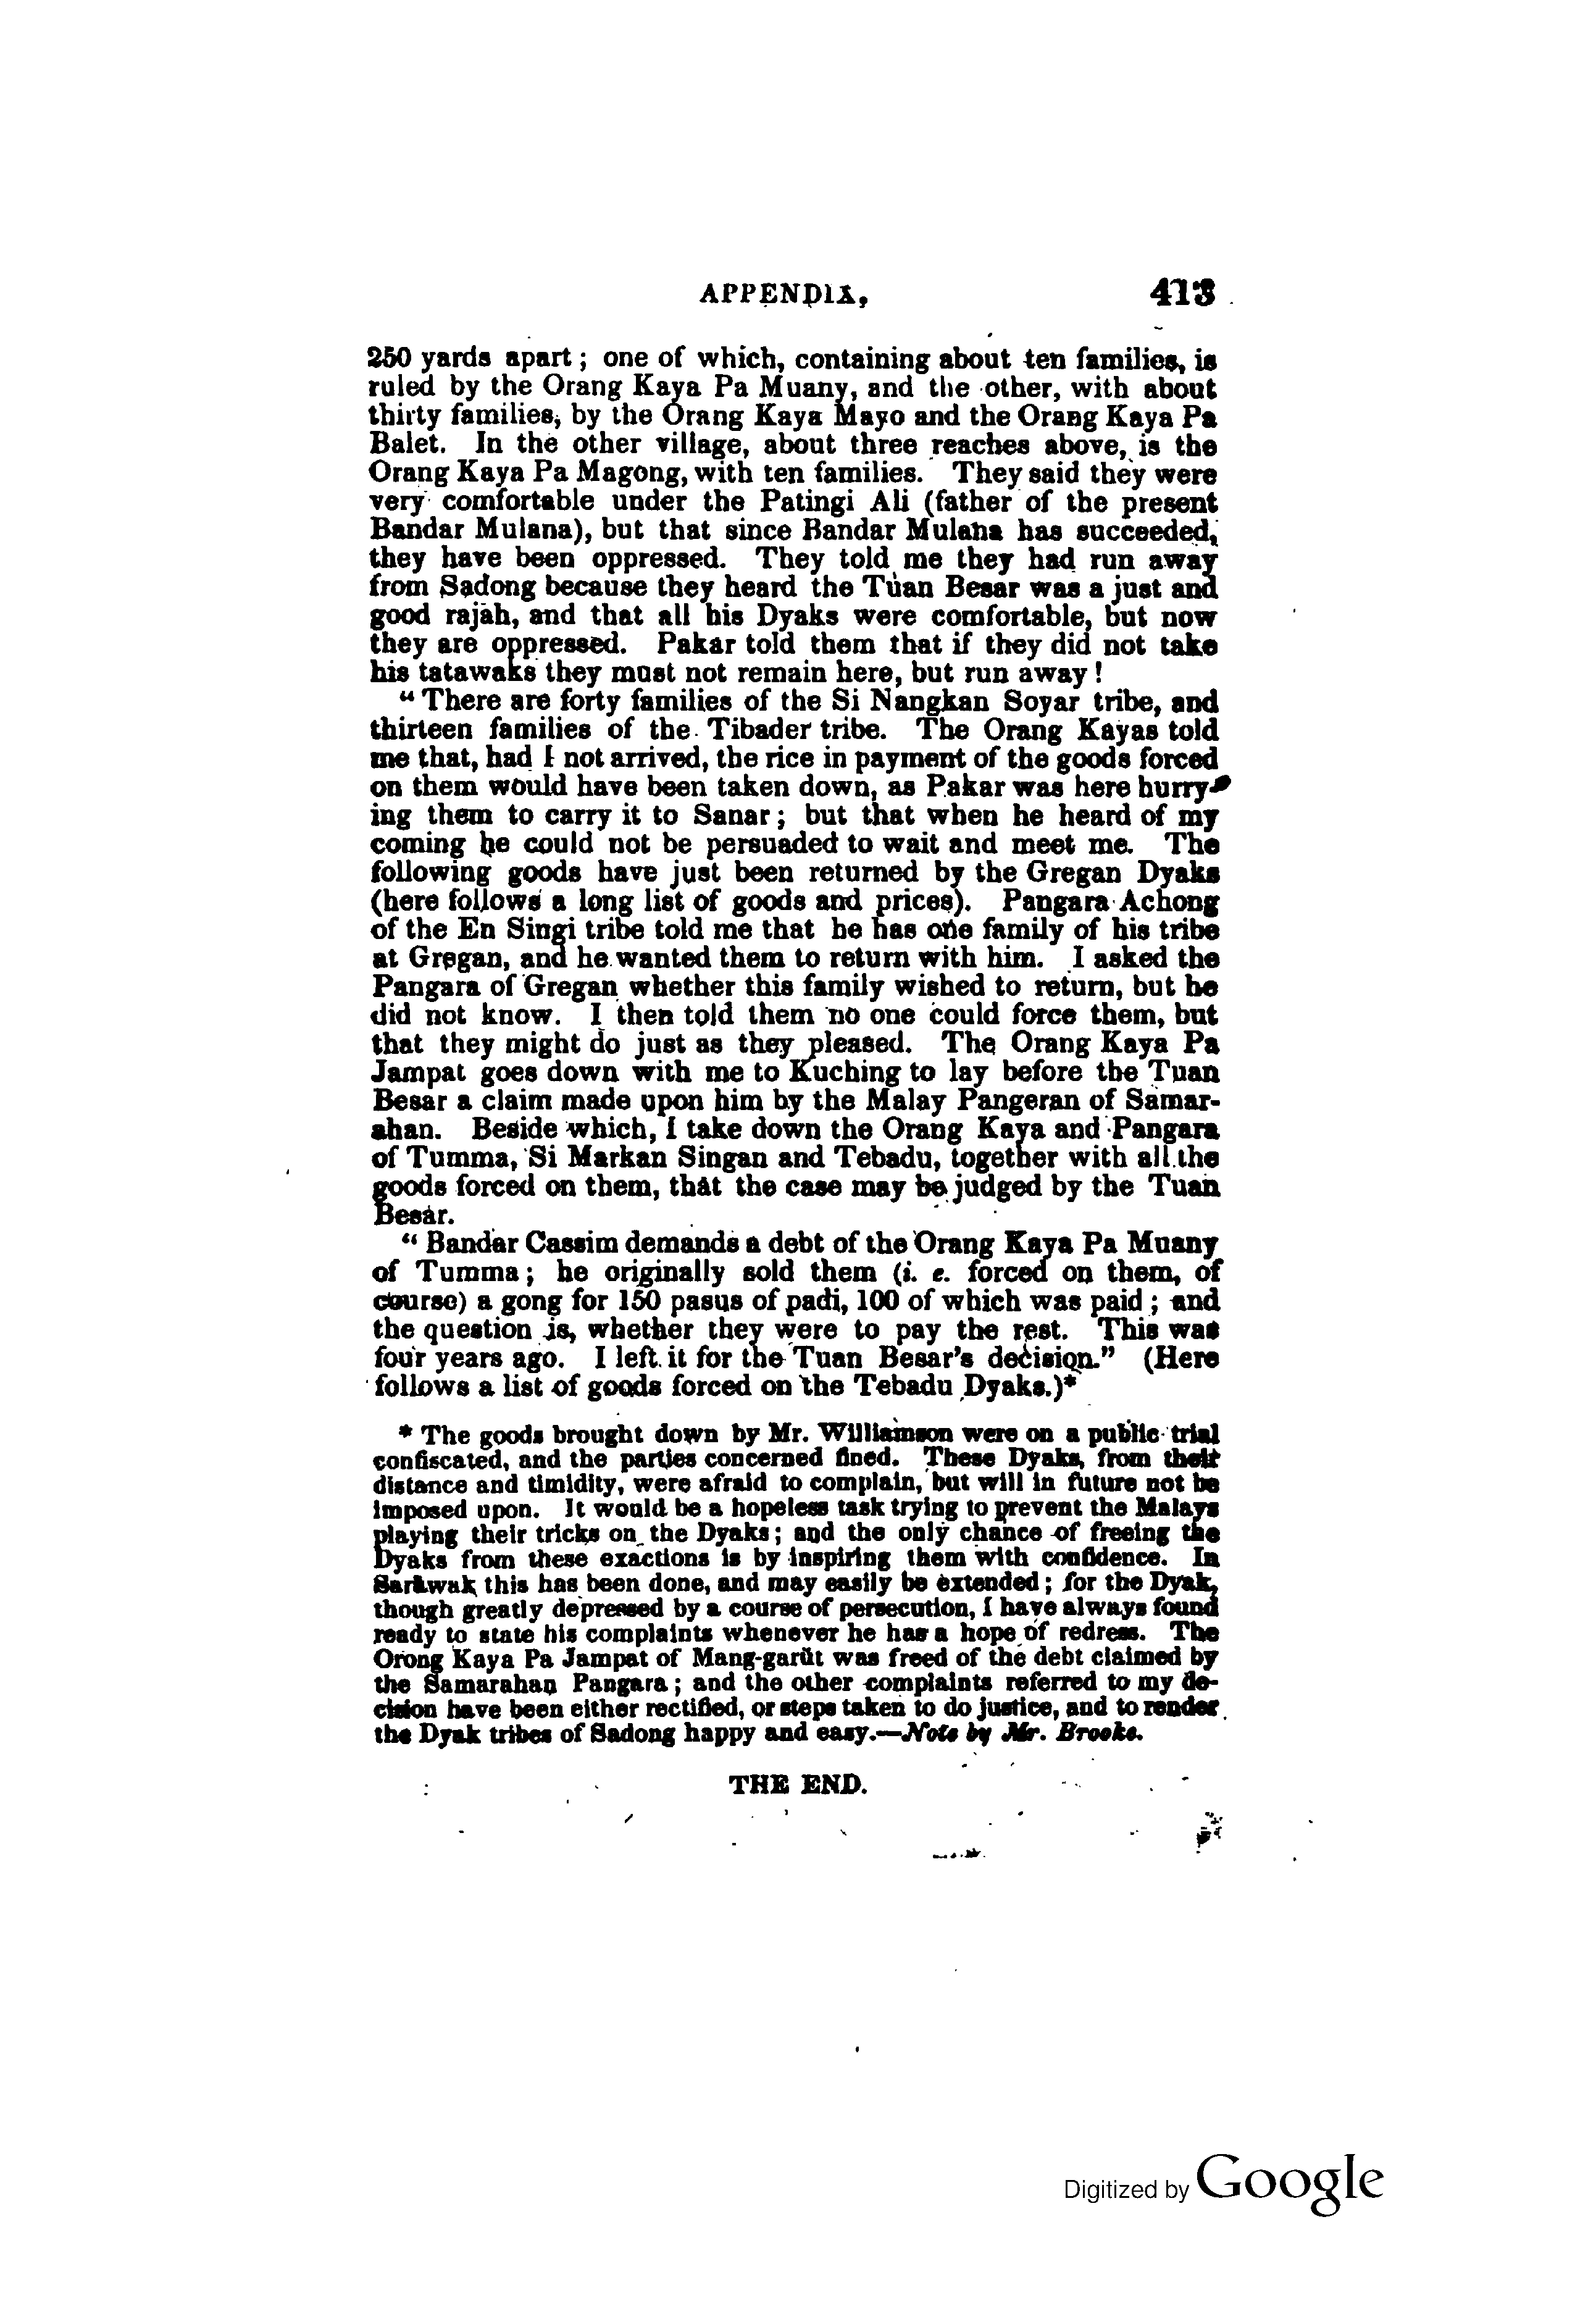 APPENDIX, 413
250 yards apart; one of which, containing about ten families, is
ruled by the Orang Kaya Pa Muany, and the other, with about
thirty families, by the Orang Kaya Mayo and the Orang Kaya Pa
Balet. In the other village, about three reaches above, is the
Orang Kaya Pa Magong, with ten families. They said they were
very comfortable under the Patingi Ali (father of the present
Bandar Mulana), but that since Bandar Mulana has succeeded,
they have been oppressed. They told me they had run away
from Sadong because they heard the Tuan Besar was a just and
good rajah, and that all his Dyaks were comfortable, but now
they are oppressed. Pakar told them that if they did not take
his tatawaks they must not remain here, but run away!
"There are forty families of the Si Nangkan Soyar tribe, and
thirteen families of the Tibader tribe. The Orang Kayas told
me that, had I not arrived, the rice in payment of the goods forced
on them would have been taken down, as Pakar was here hurry-
ing them to carry it to Sanar; but that when he heard of my
coming he could not be persuaded to wait and meet me. The
following goods have just been returned by the Gregan Dyaks
(here follows a long list of goods and prices). Pangara Achong
of the En Singi tribe told me that he has one family of his tribe
at Gregan, and he wanted them to return with him. I asked the
Pangara of Gregan whether this family wished to return, but he
did not know. I then told them no one could force them, but
that they might do just as they pleased. The Orang Kaya Pa
Jampat goes down with me to Kuching to lay before the Tuan
Besar a claim made upon him by the Malay Pangeran of Samar-
ahan. Beside which, I take down the Orang Kaya and Pangara
of Tumma, Si Markan Singan and Tebadu, together with all the
goods forced on them, that the case may be judged by the Tuan
Besar.
"Bandar Cassim demands a debt of the Orang Kaya Pa Muany
of Tumma; he originally sold them (i. e. forced on them, of
course) a gong for 150 pasus of padi, 100 of which was paid; and
the question is, whether they were to pay the rest. This was
four years ago. I left it for the Tuan Besar's decision." (Here
follows a list of goods forced on the Tebadu Dyaks.)*
* The goods brought down by Mr. Williamson were on a public trial
confiscated, and the parties concerned fined. These Dyaks, from their
distance and timidity, were afraid to complain, but will in future not be
imposed upon. It would be a hopeless task trying to prevent the Malays
playing their tricks on the Dyaks; and the only chance of freeing the
Dyaks from these exactions is by inspiring them with confidence. In
Sarawak this has been done, and may easily be extended; for the Dyak,
though greatly depressed by a course of persecution, I have always found
ready to state his complaints whenever he has a hope of redress. The
Orong Kaya Pa Jampat of Mang-garüt was freed of the debt claimed by
the Samarahan Pangara; and the other complaints referred to my de-
cision have been either rectified, or steps taken to do justice, and to render
the Dyak tribes of Sadong happy and easy.—Note by Mr. Brooke.
THE END.
Digitized by Google